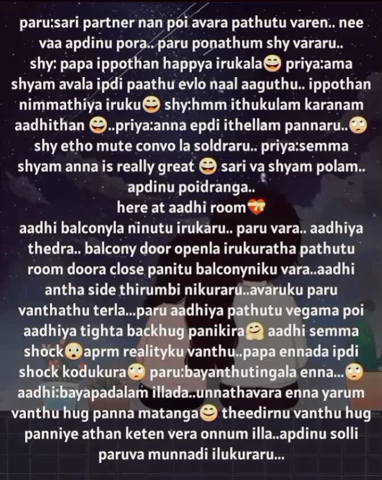 paru:sari partner nan poi avara pathutu varen.. nee
vaa apdinu pora.. paru ponathum shy vararu..
shy: papa ippothan happya irukala😄 priya:ama
shyam avala ipdi paathu evlo naal aaguthu.. ippothan
nimmathiya iruku😄 shy:hmm ithukulam karanam
aadhithan 😄..priya:anna epdi ithellam pannaru..🙄
shy etho mute convo la soldraru.. priya:semma
shyam anna is really great 😄 sari va shyam polam..
apdinu poidranga..
here at aadhi room💝
aadhi balconyla ninutu irukaru.. paru vara.. aadhiya
thedra.. balcony door openla irukuratha pathutu
room doora close panitu balconyniku vara..aadhi
antha side thirumbi nikuraru..avaruku paru
vanthathu terla...paru aadhiya pathutu vegama poi
aadhiya tighta backhug panikira🤗 aadhi semma
shock😮aprm realityku vanthu..papa ennada ipdi
shock kodukura🙄 paru:bayanthutingala enna...🙄
aadhi:bayapadalam illada..unnathavara enna yarum
vanthu hug panna matanga😄 theedirnu vanthu hug
panniye athan keten vera onnum illa..apdinu solli
paruva munnadi ilukuraru...